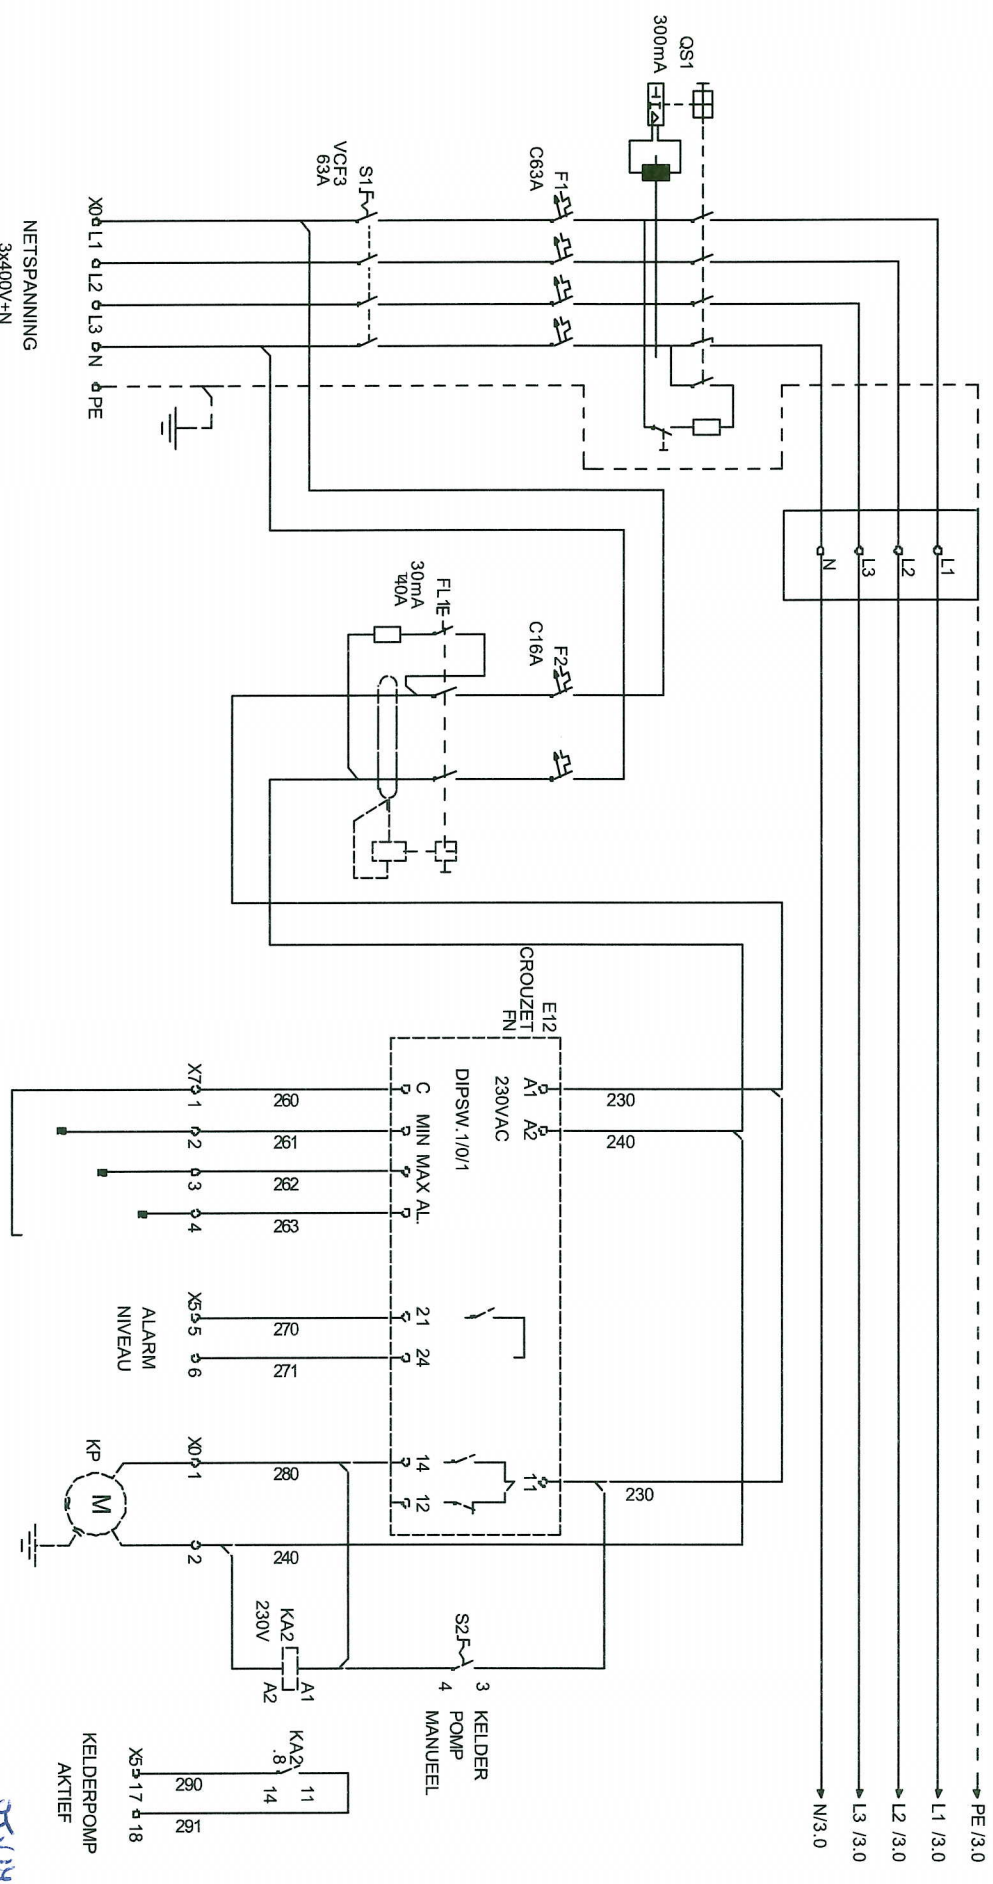 QS1
300mA
F1
C63A
S1
VCF3
63A
X0 L1 L2 L3 N PE
NETSPANNING
3x400V+N
L1
L2
L3
N
F2
C16A
FL1E
30mA
40A
E12
CROUZET
FN
A1 A2
230 240
230VAC
DIPSW.1/0/1
C MIN MAX AL. 21 24 14 12 11
260 261 262 263 270 271 280 240
230
X7 1 2 3 4
X5 5 6
ALARM
NIVEAU
X0 1 2
KP
M
KA2
230V
A1
A2
S2
3
4
KELDER
POMP
MANUEEL
KA2
.8
11
14
290
291
X5 17 18
KELDERPOMP
AKTIEF
PE /3.0
L1 /3.0
L2 /3.0
L3 /3.0
N/3.0